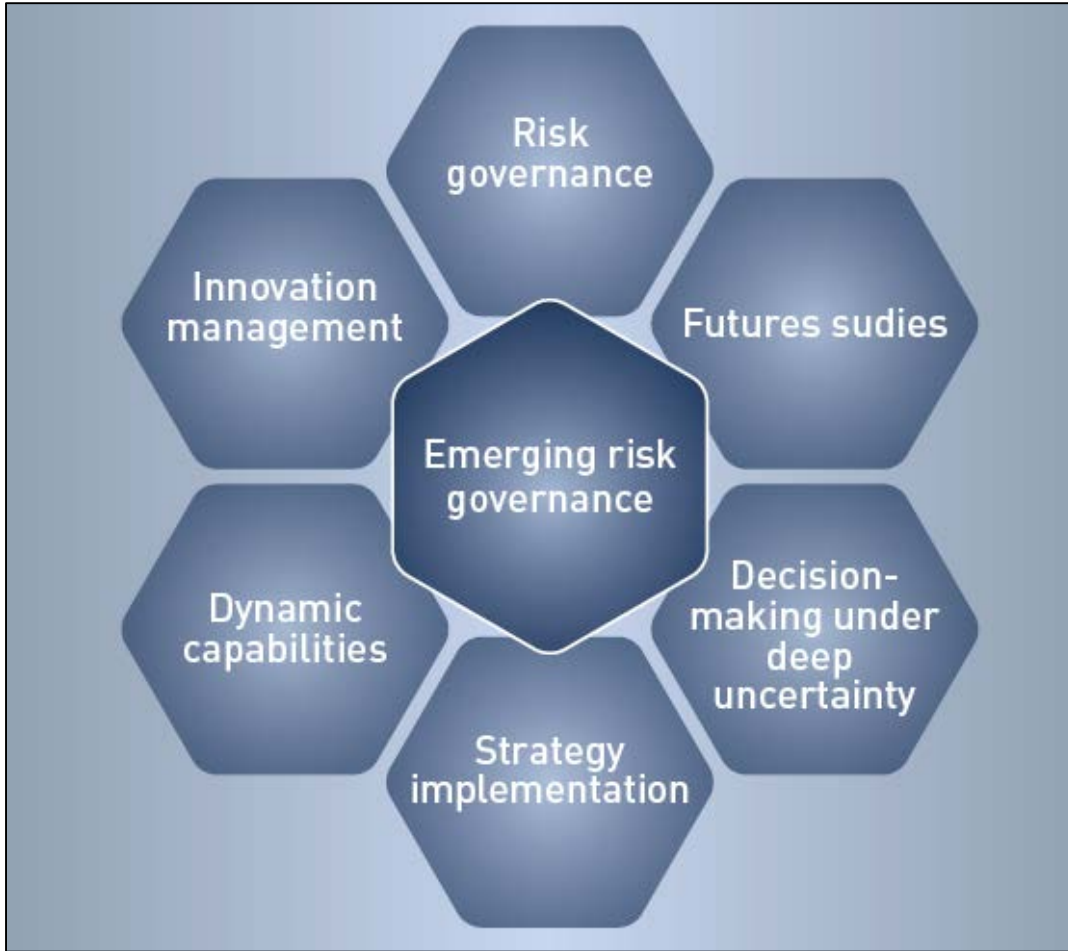 Risk
governance
Innovation
management
Futures sudies
Emerging risk
governance
Dynamic
capabilities
Decision-
making under
deep
uncertainty
Strategy
implementation